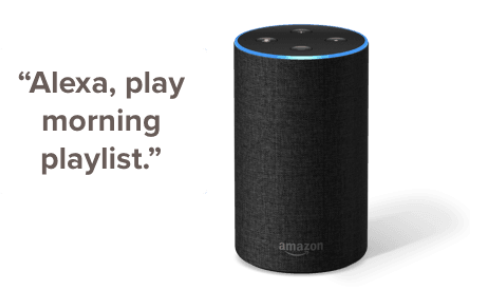 “Alexa, play
morning
playlist.”
amazon